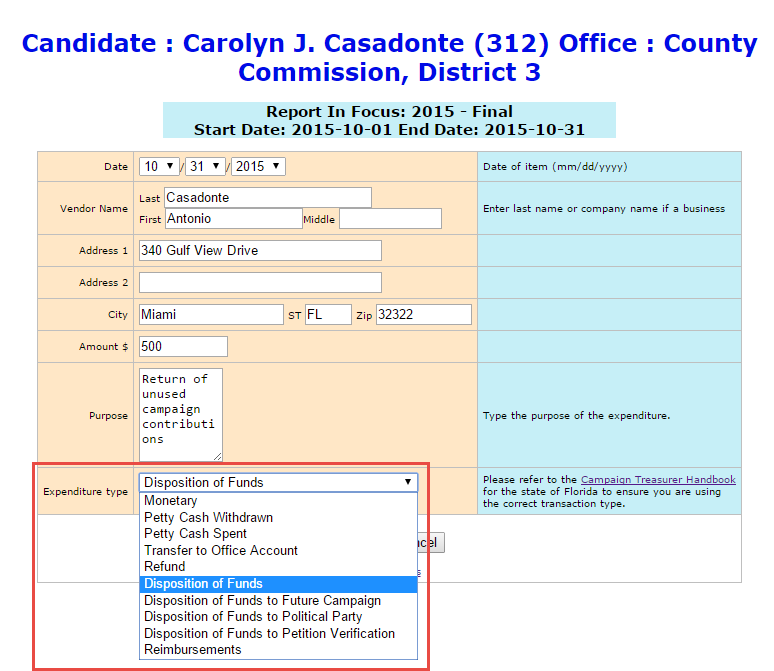 Candidate : Carolyn J. Casadonte (312) Office : County
Commission, District 3
Report In Focus: 2015 - Final
Start Date: 2015-10-01 End Date: 2015-10-31
Date 10 / 31 / 2015 Date of item (mm/dd/yyyy)
Vendor Name Last Casadonte
First Antonio Middle
Enter last name or company name if a business
Address 1 340 Gulf View Drive
Address 2
City Miami ST FL Zip 32322
Amount $ 500
Purpose
Return of
unused
campaign
contributi
ons
Type the purpose of the expenditure.
Expenditure type Disposition of Funds
Please refer to the Campaign Treasurer Handbook
for the state of Florida to ensure you are using
the correct transaction type.
Monetary
Petty Cash Withdrawn
Petty Cash Spent
Transfer to Office Account
Refund
Disposition of Funds
Disposition of Funds to Future Campaign
Disposition of Funds to Political Party
Disposition of Funds to Petition Verification
Reimbursements